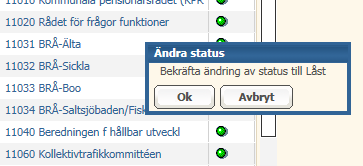 11010 Kommunala pensionärsrådet (KPR
11020 Rådet för frågor funktioner
11031 BRÅ-Älta
11032 BRÅ-Sickla
11033 BRÅ-Boo
11034 BRÅ-Saltsjöbaden/Fisk
11040 Beredningen f hållbar utveckl
11060 Kollektivtrafikkommittéen
Ändra status
Bekräfta ändring av status till Låst
Ok
Avbryt